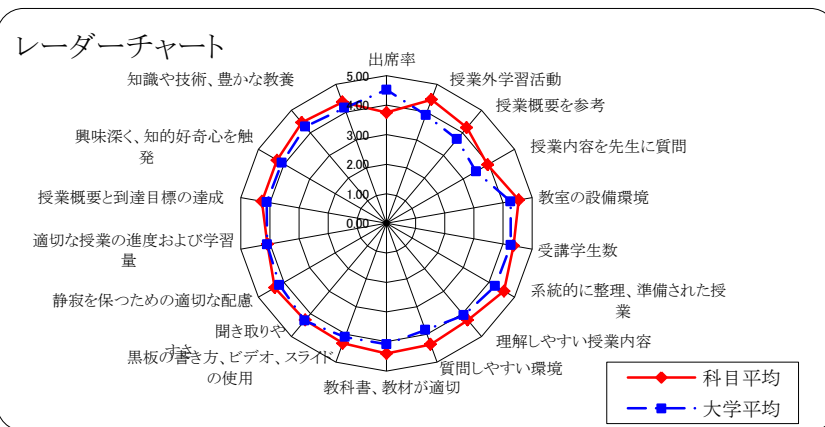 レーダーチャート
出席率
授業外学習活動
授業概要を参考
授業内容を先生に質問
教室の設備環境
受講学生数
系統的に整理、準備された授
業
理解しやすい授業内容
質問しやすい環境
教科書、教材が適切
黒板の書き方、ビデオ、スライド
の使用
聞き取りや
すさ
静寂を保つための適切な配慮
適切な授業の進度および学習
量
授業概要と到達目標の達成
興味深く、知的好奇心を触
発
知識や技術、豊かな教養
5.00
4.00
3.00
2.00
1.00
0.00
科目平均
大学平均